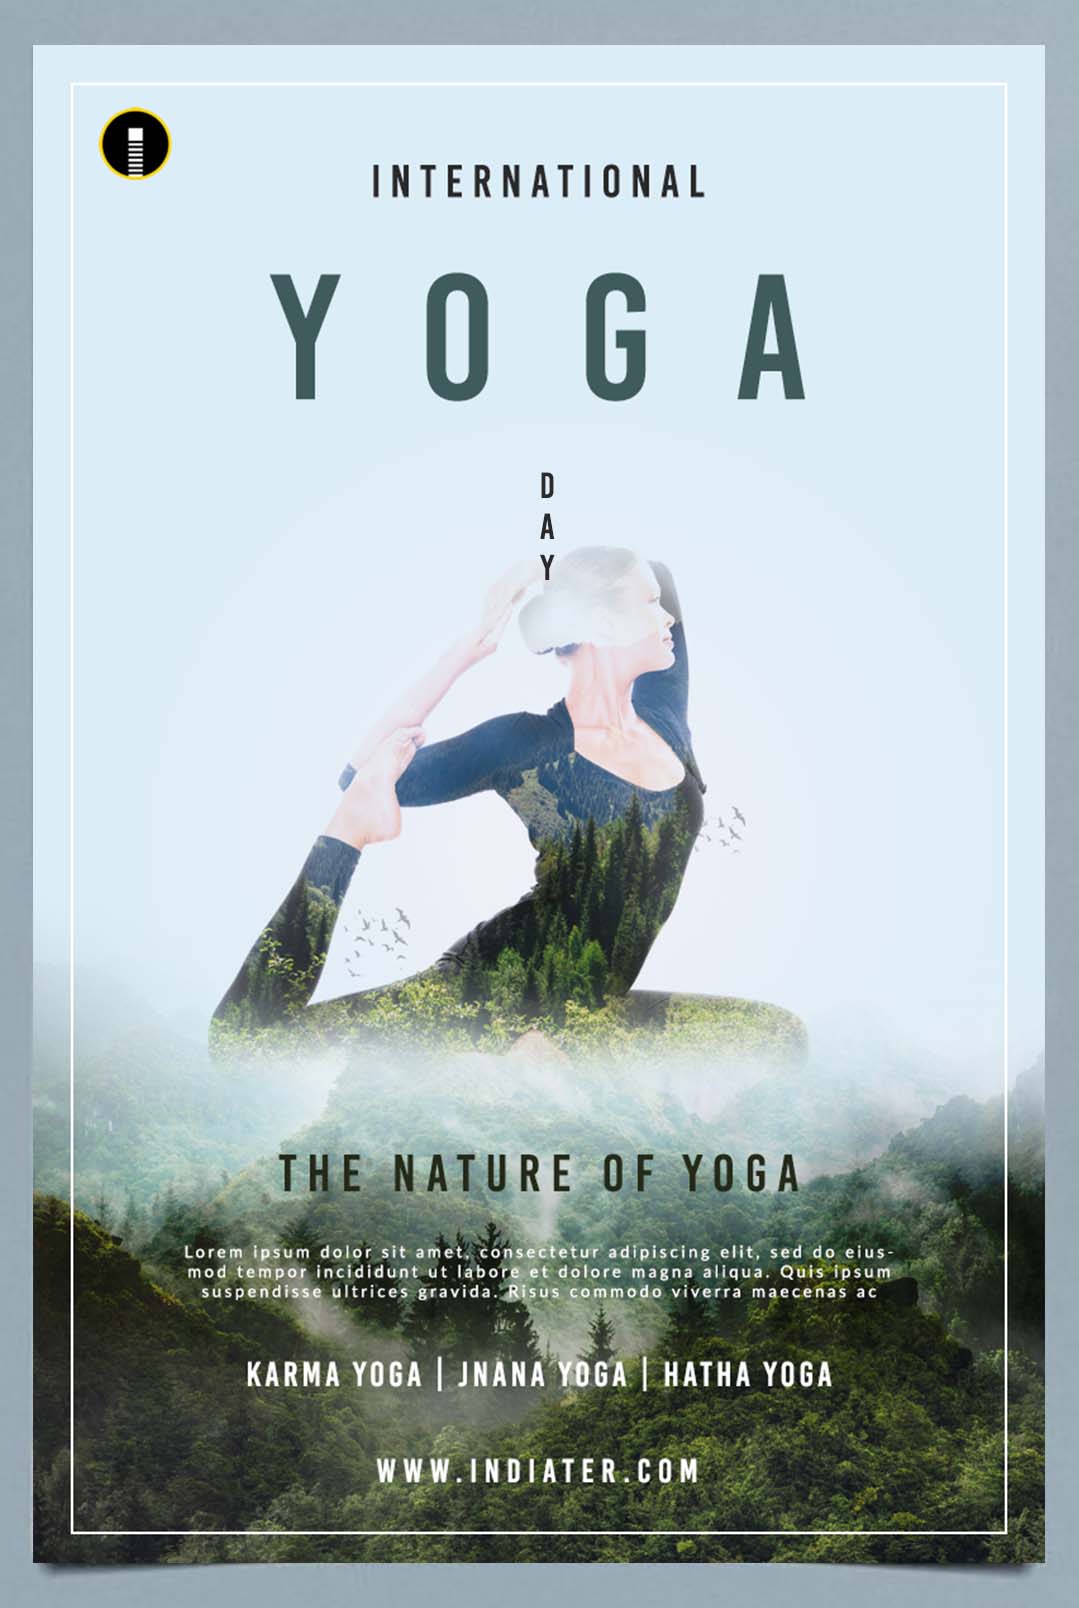 INTERNATIONAL
YOGA
DAY
THE NATURE OF YOGA
Lorem ipsum dolor sit amet, consectetur adipiscing elit, sed do eius-
mod tempor incididunt ut labore et dolore magna aliqua. Quis ipsum
suspendisse ultrices gravida. Risus commodo viverra maecenas ac
KARMA YOGA | JNANA YOGA | HATHA YOGA
WWW.INDIATER.COM